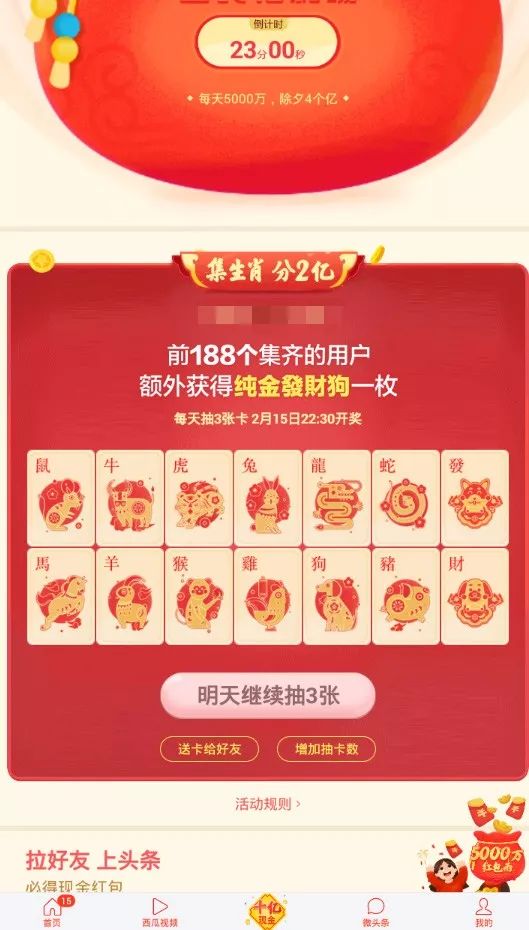 倒计时
23分00秒
每天5000万，除夕4个亿
集生肖 分2亿
前188个集齐的用户
额外获得纯金發財狗一枚
每天抽3张卡 2月15日22:30开奖
鼠 牛 虎 兔 龍 蛇 發
馬 羊 猴 雞 狗 豬 財
明天继续抽3张
送卡给好友 增加抽卡数
活动规则 >
拉好友 上头条
5000万
红包雨
必得现金红包
十亿
现金
15
首页 西瓜视频 微头条 我的